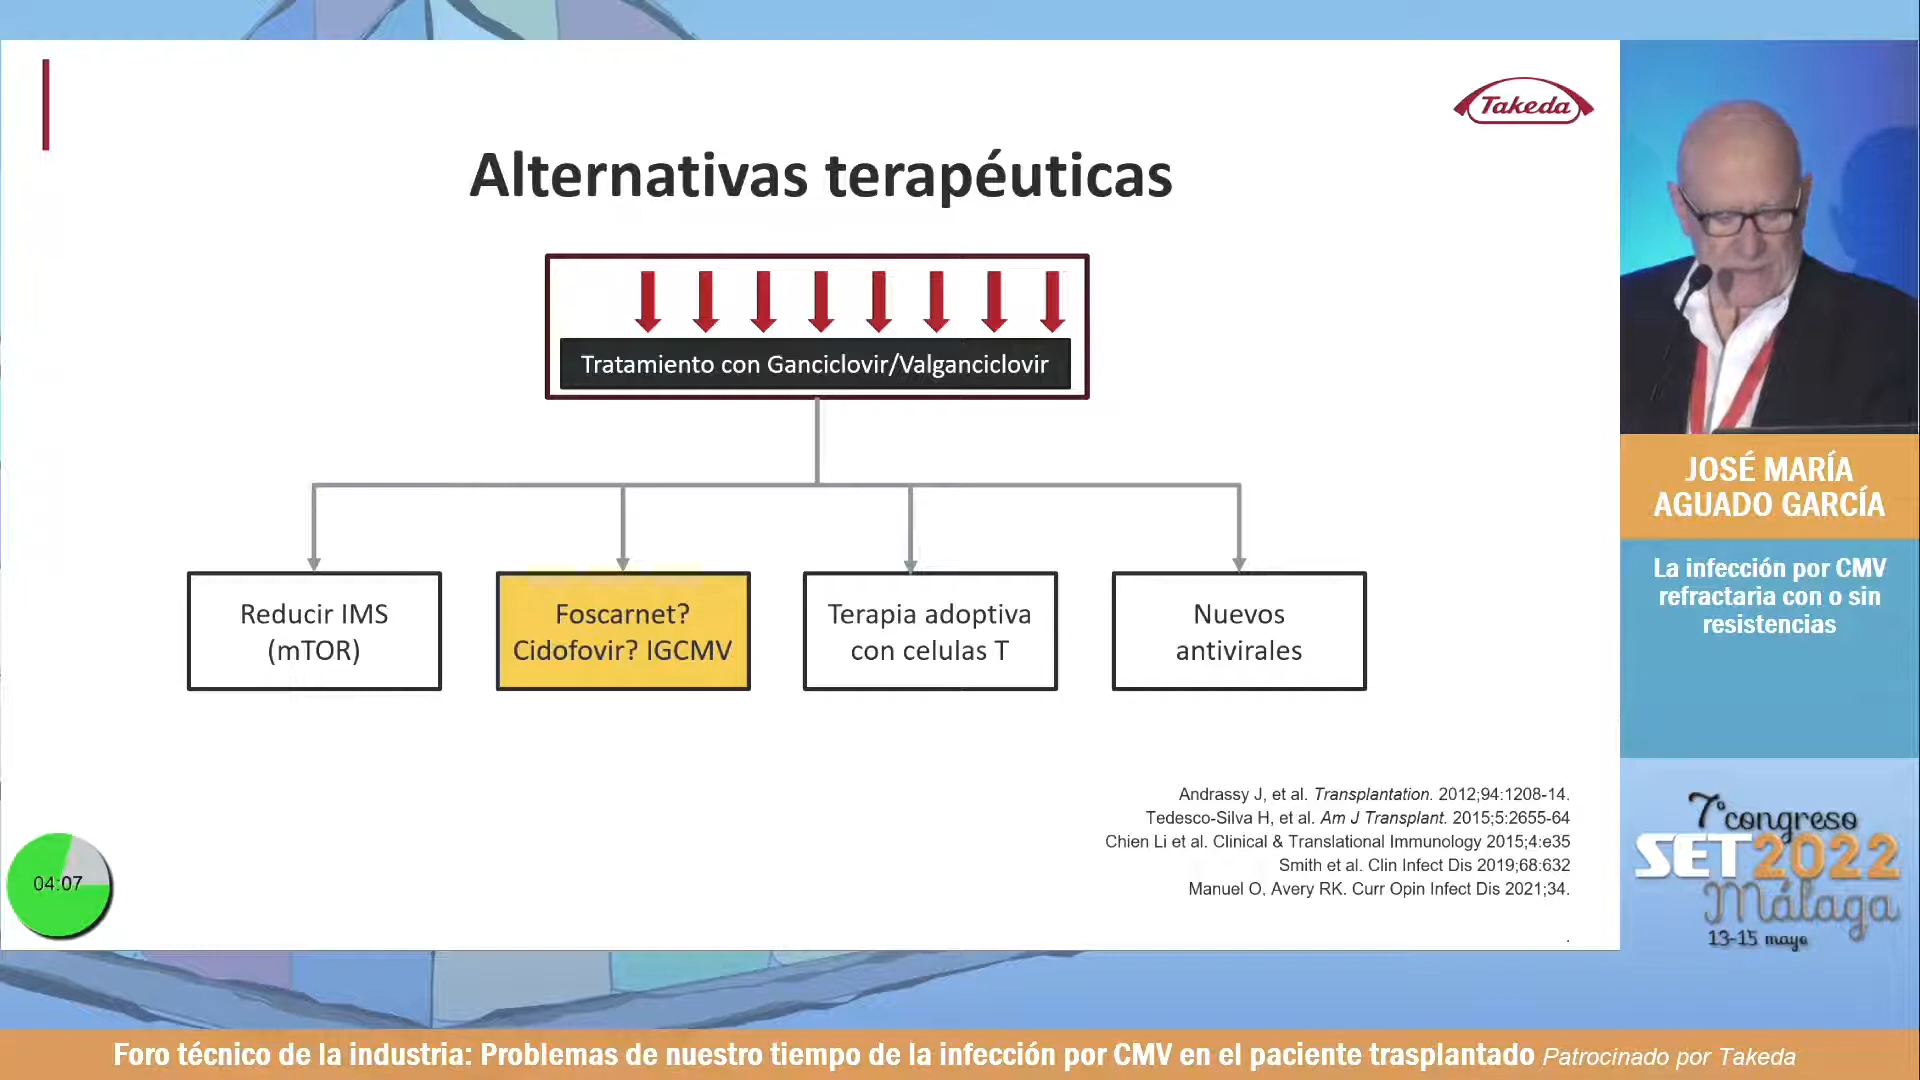 Takeda
Alternativas terapéuticas
Tratamiento con Ganciclovir/Valganciclovir
Reducir IMS
(mTOR)
Foscarnet?
Cidofovir? IGCMV
Terapia adoptiva
con celulas T
Nuevos
antivirales
Andrassy J, et al. Transplantation. 2012;94:1208-14.
Tedesco-Silva H, et al. Am J Transplant. 2015;5:2655-64
Chien Li et al. Clinical & Translational Immunology 2015;4:e35
Smith et al. Clin Infect Dis 2019;68:632
Manuel O, Avery RK. Curr Opin Infect Dis 2021;34.
.
04:07
JOSÉ MARÍA
AGUADO GARCÍA
La infección por CMV
refractaria con o sin
resistencias
7º congreso
SET2022
Málaga
13-15 mayo
Foro técnico de la industria: Problemas de nuestro tiempo de la infección por CMV en el paciente trasplantado Patrocinado por Takeda